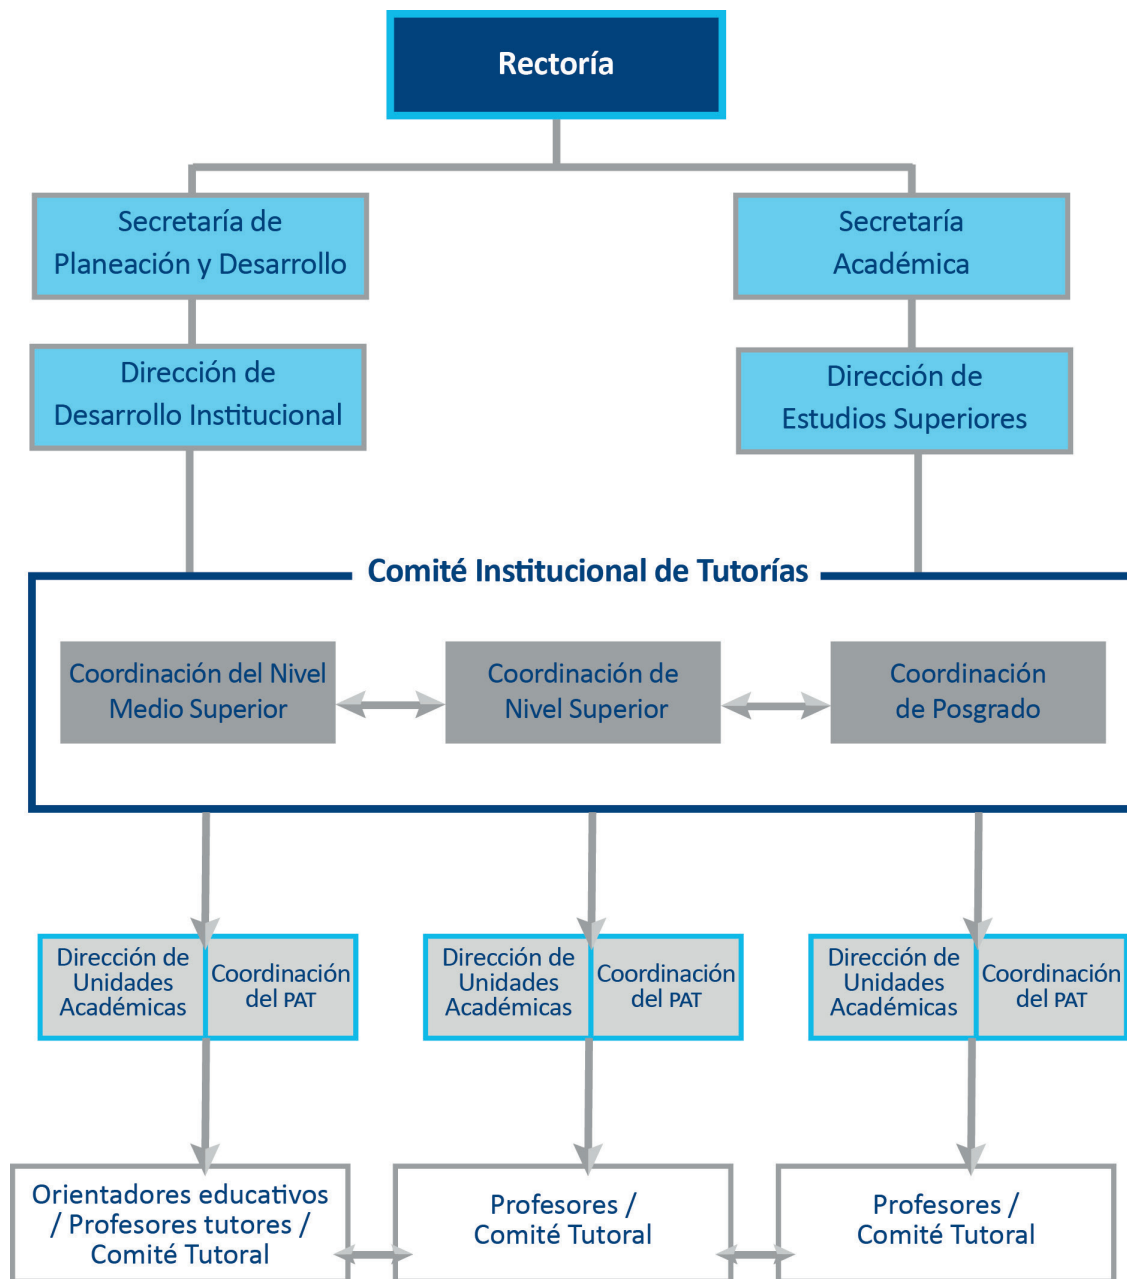 Rectoría
Secretaría de
Planeación y Desarrollo
Secretaría
Académica
Dirección de
Desarrollo Institucional
Dirección de
Estudios Superiores
Comité Institucional de Tutorías
Coordinación del Nivel
Medio Superior
Coordinación de
Nivel Superior
Coordinación
de Posgrado
Dirección de
Unidades
Académicas
Coordinación
del PAT
Dirección de
Unidades
Académicas
Coordinación
del PAT
Dirección de
Unidades
Académicas
Coordinación
del PAT
Orientadores educativos
/ Profesores tutores /
Comité Tutoral
Profesores /
Comité Tutoral
Profesores /
Comité Tutoral